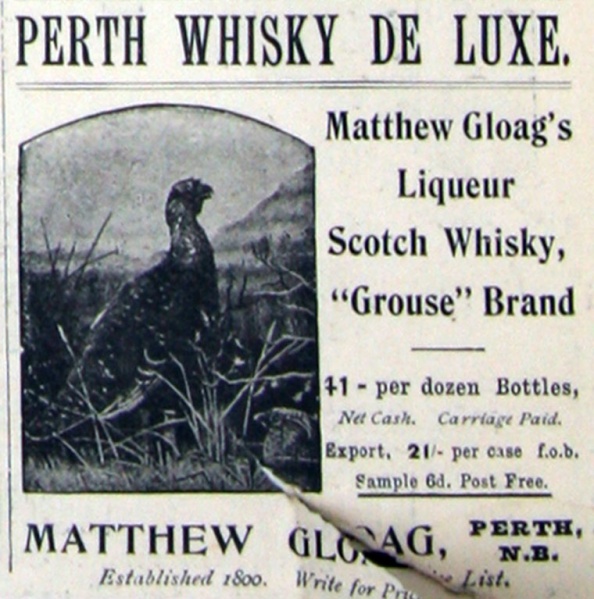 PERTH WHISKY DE LUXE.
Matthew Gloag's
Liqueur
Scotch Whisky,
“Grouse” Brand
- per dozen Bottles,
Net Cash. Carriage Paid.
Export, 21/- per case f.o.b.
Sample 6d. Post Free.
MATTHEW GLOAG, PERTH, N.B.
Established 1800. Write for List.